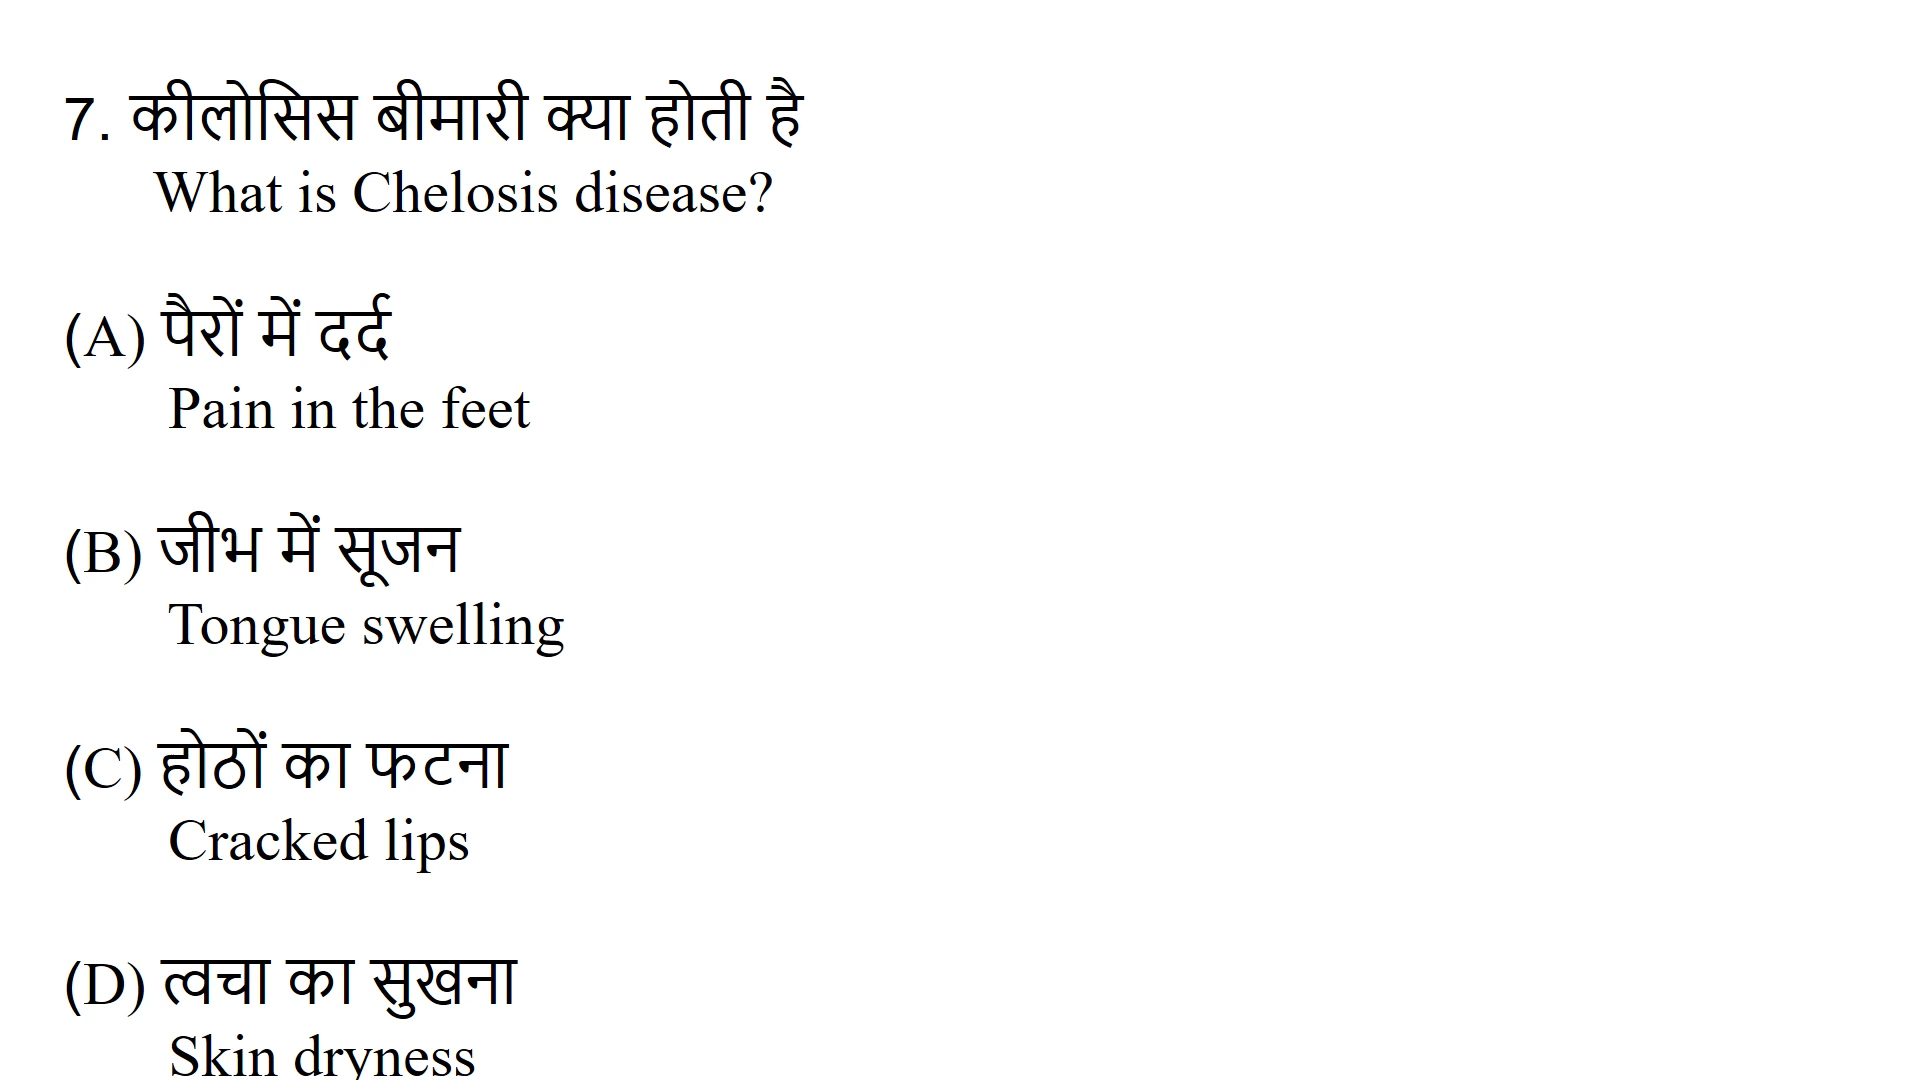 7. कीलोसिस बीमारी क्या होती है
What is Chelosis disease?
(A) पैरों में दर्द
Pain in the feet
(B) जीभ में सूजन
Tongue swelling
(C) होठों का फटना
Cracked lips
(D) त्वचा का सुखना
Skin dryness